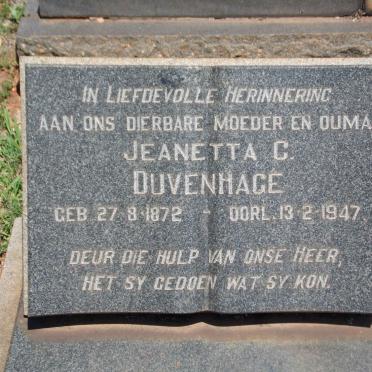 IN LIEFDEVOLLE HERINNERING
AAN ONS DIERBARE MOEDER EN OUMA
JEANETTA C.
DUVENHAGE
GEB. 27-8-1872 - OORL. 13-2-1947.
DEUR DIE HULP VAN ONSE HEER,
HET SY GEDOEN WAT SY KON.